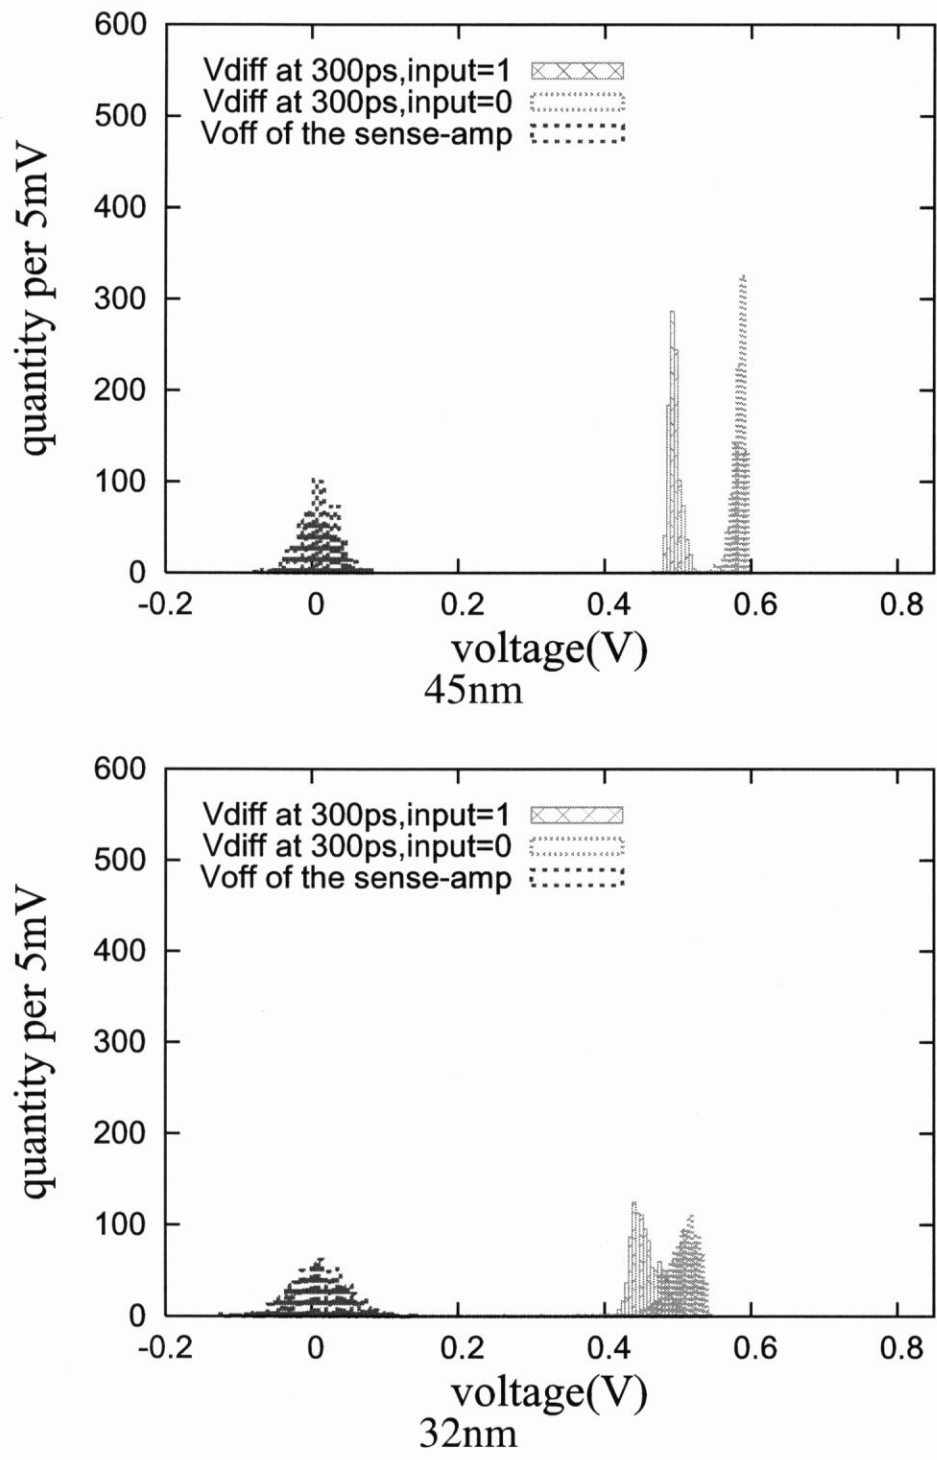 600
500
400
300
200
100
0
quantity per 5mV
Vdiff at 300ps,input=1
Vdiff at 300ps,input=0
Voff of the sense-amp
-0.2 0 0.2 0.4 0.6 0.8
voltage(V)
45nm
600
500
400
300
200
100
0
quantity per 5mV
Vdiff at 300ps,input=1
Vdiff at 300ps,input=0
Voff of the sense-amp
-0.2 0 0.2 0.4 0.6 0.8
voltage(V)
32nm